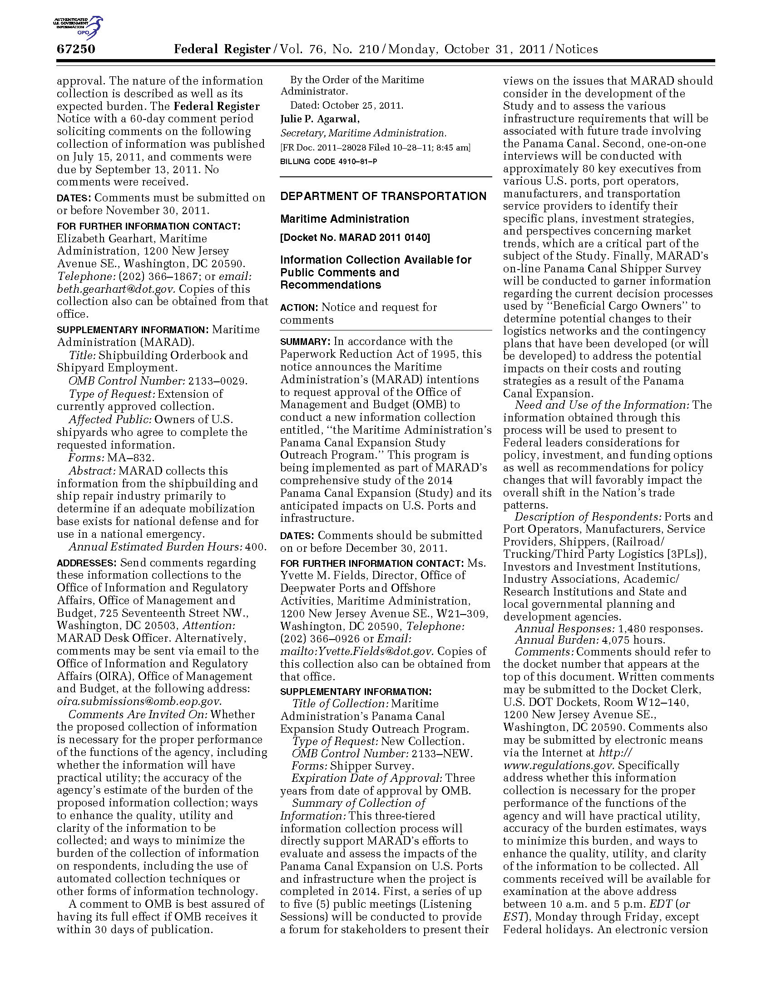 AUTHENTICATED
U.S. GOVERNMENT
INFORMATION
GPO
67250 Federal Register / Vol. 76, No. 210 / Monday, October 31, 2011 / Notices
approval. The nature of the information
collection is described as well as its
expected burden. The Federal Register
Notice with a 60-day comment period
soliciting comments on the following
collection of information was published
on July 15, 2011, and comments were
due by September 13, 2011. No
comments were received.
DATES: Comments must be submitted on
or before November 30, 2011.
FOR FURTHER INFORMATION CONTACT:
Elizabeth Gearhart, Maritime
Administration, 1200 New Jersey
Avenue SE., Washington, DC 20590.
Telephone: (202) 366–1867; or email:
beth.gearhart@dot.gov. Copies of this
collection also can be obtained from that
office.
SUPPLEMENTARY INFORMATION: Maritime
Administration (MARAD).
Title: Shipbuilding Orderbook and
Shipyard Employment.
OMB Control Number: 2133–0029.
Type of Request: Extension of
currently approved collection.
Affected Public: Owners of U.S.
shipyards who agree to complete the
requested information.
Forms: MA–832.
Abstract: MARAD collects this
information from the shipbuilding and
ship repair industry primarily to
determine if an adequate mobilization
base exists for national defense and for
use in a national emergency.
Annual Estimated Burden Hours: 400.
ADDRESSES: Send comments regarding
these information collections to the
Office of Information and Regulatory
Affairs, Office of Management and
Budget, 725 Seventeenth Street NW.,
Washington, DC 20503, Attention:
MARAD Desk Officer. Alternatively,
comments may be sent via email to the
Office of Information and Regulatory
Affairs (OIRA), Office of Management
and Budget, at the following address:
oira.submissions@omb.eop.gov.
Comments Are Invited On: Whether
the proposed collection of information
is necessary for the proper performance
of the functions of the agency, including
whether the information will have
practical utility; the accuracy of the
agency's estimate of the burden of the
proposed information collection; ways
to enhance the quality, utility and
clarity of the information to be
collected; and ways to minimize the
burden of the collection of information
on respondents, including the use of
automated collection techniques or
other forms of information technology.
A comment to OMB is best assured of
having its full effect if OMB receives it
within 30 days of publication.
By the Order of the Maritime
Administrator.
Dated: October 25, 2011.
Julie P. Agarwal,
Secretary, Maritime Administration.
[FR Doc. 2011–28028 Filed 10–28–11; 8:45 am]
BILLING CODE 4910–81–P
DEPARTMENT OF TRANSPORTATION
Maritime Administration
[Docket No. MARAD 2011 0140]
Information Collection Available for
Public Comments and
Recommendations
ACTION: Notice and request for
comments
SUMMARY: In accordance with the
Paperwork Reduction Act of 1995, this
notice announces the Maritime
Administration's (MARAD) intentions
to request approval of the Office of
Management and Budget (OMB) to
conduct a new information collection
entitled, ''the Maritime Administration's
Panama Canal Expansion Study
Outreach Program.'' This program is
being implemented as part of MARAD's
comprehensive study of the 2014
Panama Canal Expansion (Study) and its
anticipated impacts on U.S. Ports and
infrastructure.
DATES: Comments should be submitted
on or before December 30, 2011.
FOR FURTHER INFORMATION CONTACT: Ms.
Yvette M. Fields, Director, Office of
Deepwater Ports and Offshore
Activities, Maritime Administration,
1200 New Jersey Avenue SE., W21–309,
Washington, DC 20590, Telephone:
(202) 366–0926 or Email:
mailto:Yvette.Fields@dot.gov. Copies of
this collection also can be obtained from
that office.
SUPPLEMENTARY INFORMATION:
Title of Collection: Maritime
Administration's Panama Canal
Expansion Study Outreach Program.
Type of Request: New Collection.
OMB Control Number: 2133–NEW.
Forms: Shipper Survey.
Expiration Date of Approval: Three
years from date of approval by OMB.
Summary of Collection of
Information: This three-tiered
information collection process will
directly support MARAD's efforts to
evaluate and assess the impacts of the
Panama Canal Expansion on U.S. Ports
and infrastructure when the project is
completed in 2014. First, a series of up
to five (5) public meetings (Listening
Sessions) will be conducted to provide
a forum for stakeholders to present their
views on the issues that MARAD should
consider in the development of the
Study and to assess the various
infrastructure requirements that will be
associated with future trade involving
the Panama Canal. Second, one-on-one
interviews will be conducted with
approximately 80 key executives from
various U.S. ports, port operators,
manufacturers, and transportation
service providers to identify their
specific plans, investment strategies,
and perspectives concerning market
trends, which are a critical part of the
subject of the Study. Finally, MARAD's
on-line Panama Canal Shipper Survey
will be conducted to garner information
regarding the current decision processes
used by ''Beneficial Cargo Owners'' to
determine potential changes to their
logistics networks and the contingency
plans that have been developed (or will
be developed) to address the potential
impacts on their costs and routing
strategies as a result of the Panama
Canal Expansion.
Need and Use of the Information: The
information obtained through this
process will be used to present to
Federal leaders considerations for
policy, investment, and funding options
as well as recommendations for policy
changes that will favorably impact the
overall shift in the Nation's trade
patterns.
Description of Respondents: Ports and
Port Operators, Manufacturers, Service
Providers, Shippers, (Railroad/
Trucking/Third Party Logistics [3PLs]),
Investors and Investment Institutions,
Industry Associations, Academic/
Research Institutions and State and
local governmental planning and
development agencies.
Annual Responses: 1,480 responses.
Annual Burden: 4,075 hours.
Comments: Comments should refer to
the docket number that appears at the
top of this document. Written comments
may be submitted to the Docket Clerk,
U.S. DOT Dockets, Room W12–140,
1200 New Jersey Avenue SE.,
Washington, DC 20590. Comments also
may be submitted by electronic means
via the Internet at http://
www.regulations.gov. Specifically
address whether this information
collection is necessary for the proper
performance of the functions of the
agency and will have practical utility,
accuracy of the burden estimates, ways
to minimize this burden, and ways to
enhance the quality, utility, and clarity
of the information to be collected. All
comments received will be available for
examination at the above address
between 10 a.m. and 5 p.m. EDT (or
EST), Monday through Friday, except
Federal holidays. An electronic version